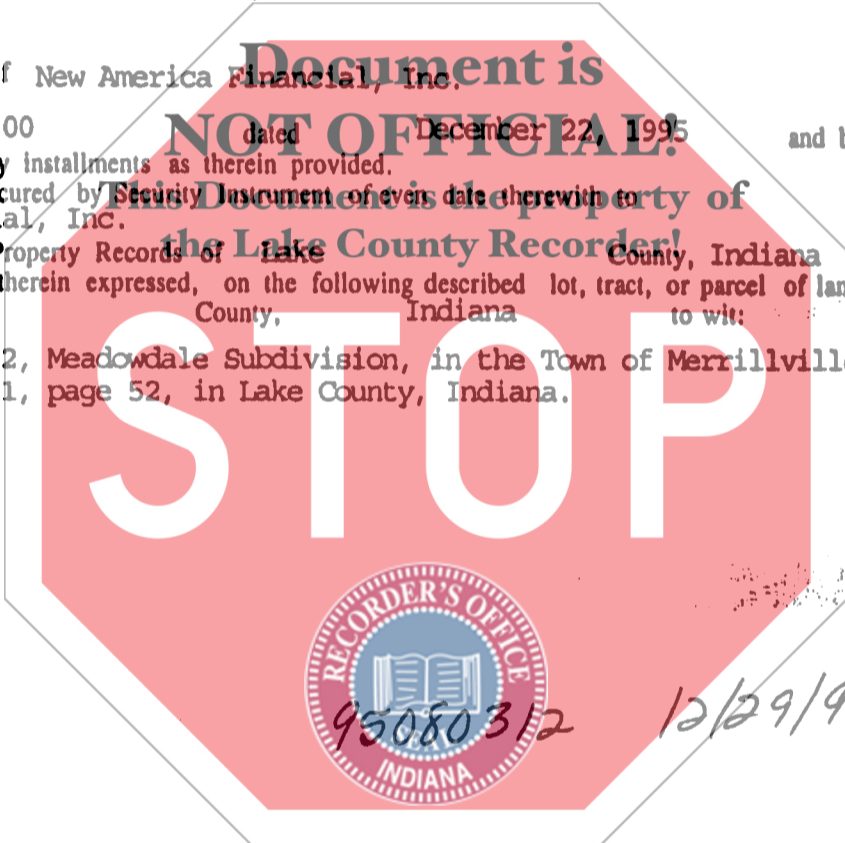 f New America Financial, Inc.
Document is
00 dated December 22, 1995 and b
NOT OFFICIAL!
y installments as therein provided.
cured by Security Instrument of even date therewith to
This Document is the property of
al, Inc.
the Lake County Recorder!
Property Records of Lake County, Indiana
therein expressed, on the following described lot, tract, or parcel of lan
County, Indiana to wit:
2, Meadowdale Subdivision, in the Town of Merrillville
1, page 52, in Lake County, Indiana.
STOP
RECORDER'S OFFICE
SEAL
INDIANA
95080312 12/29/9